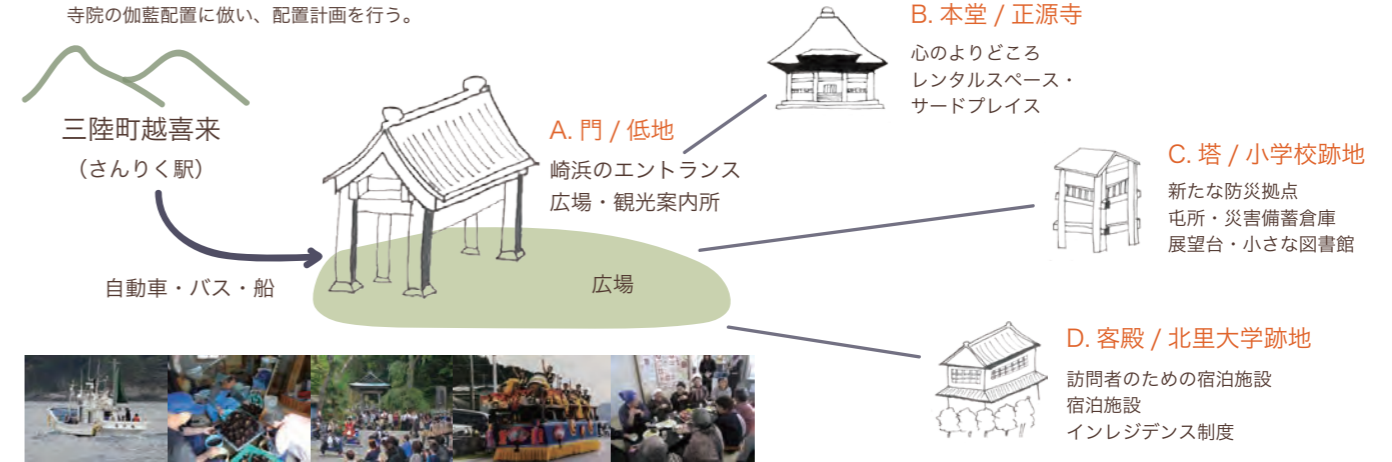 寺院の伽藍配置に倣い、配置計画を行う。
三陸町越喜来
（さんりく駅）
自動車・バス・船
A. 門 / 低地
崎浜のエントランス
広場・観光案内所
広場
B. 本堂 / 正源寺
心のよりどころ
レンタルスペース・
サードプレイス
C. 塔 / 小学校跡地
新たな防災拠点
屯所・災害備蓄倉庫
展望台・小さな図書館
D. 客殿 / 北里大学跡地
訪問者のための宿泊施設
宿泊施設
インレジデンス制度